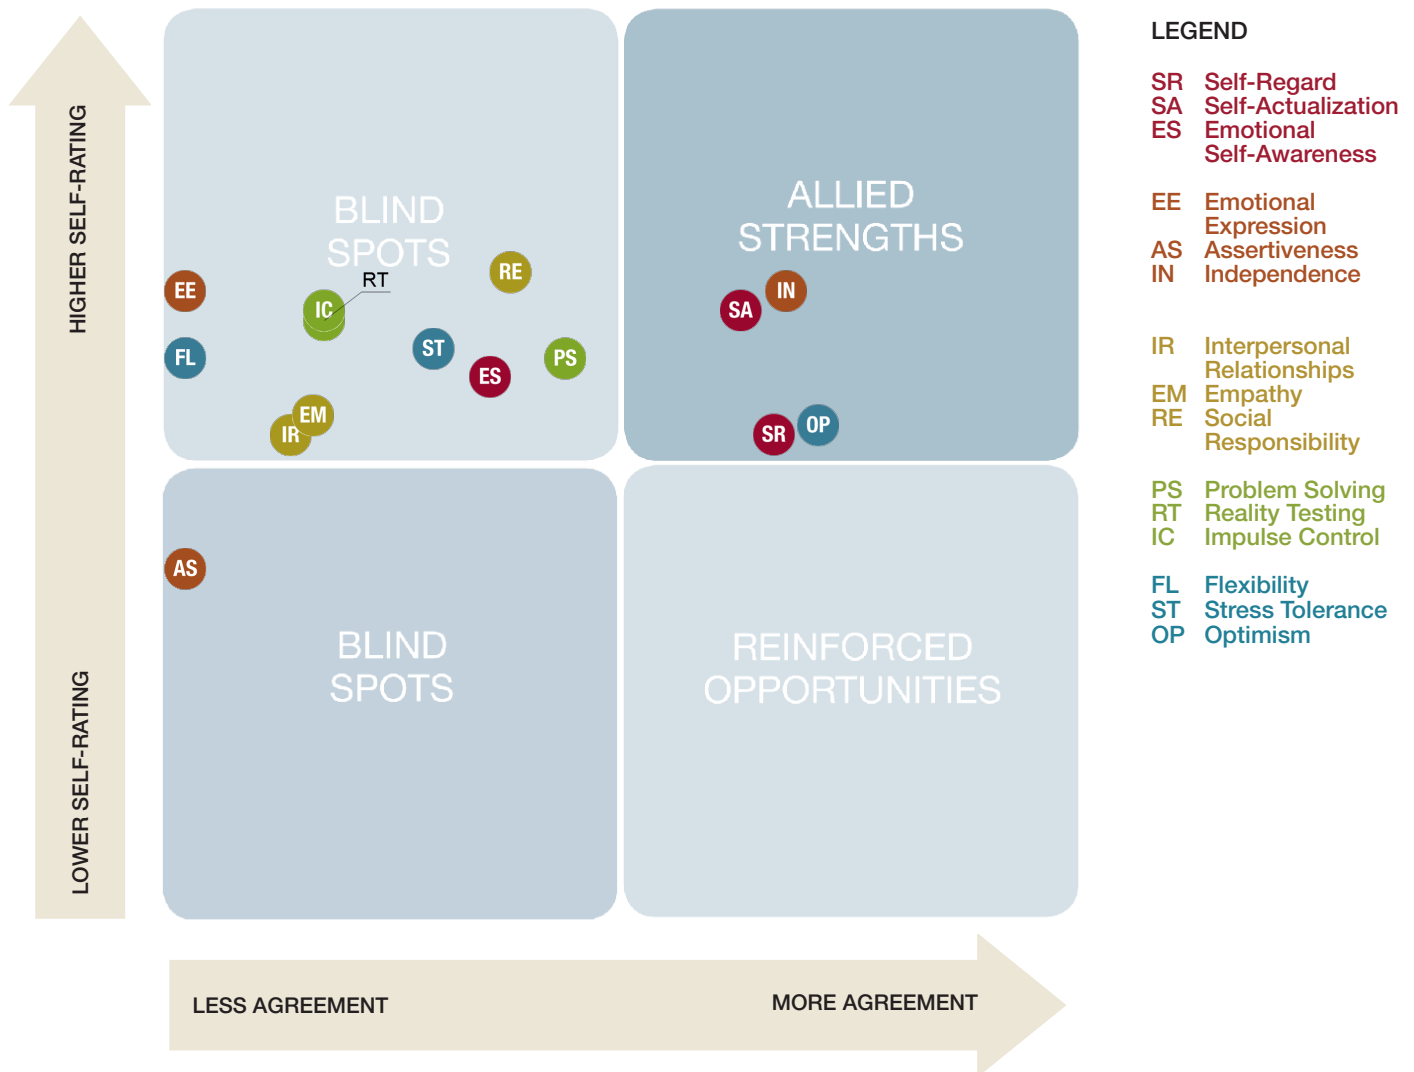 HIGHER SELF-RATING
LOWER SELF-RATING
BLIND
SPOTS
RT
EE
IC
RE
FL
ST
ES
PS
EM
IR
ALLIED
STRENGTHS
SA
IN
SR
OP
AS
BLIND
SPOTS
REINFORCED
OPPORTUNITIES
LESS AGREEMENT
MORE AGREEMENT
LEGEND
SR Self-Regard
SA Self-Actualization
ES Emotional
Self-Awareness
EE Emotional
Expression
AS Assertiveness
IN Independence
IR Interpersonal
Relationships
EM Empathy
RE Social
Responsibility
PS Problem Solving
RT Reality Testing
IC Impulse Control
FL Flexibility
ST Stress Tolerance
OP Optimism